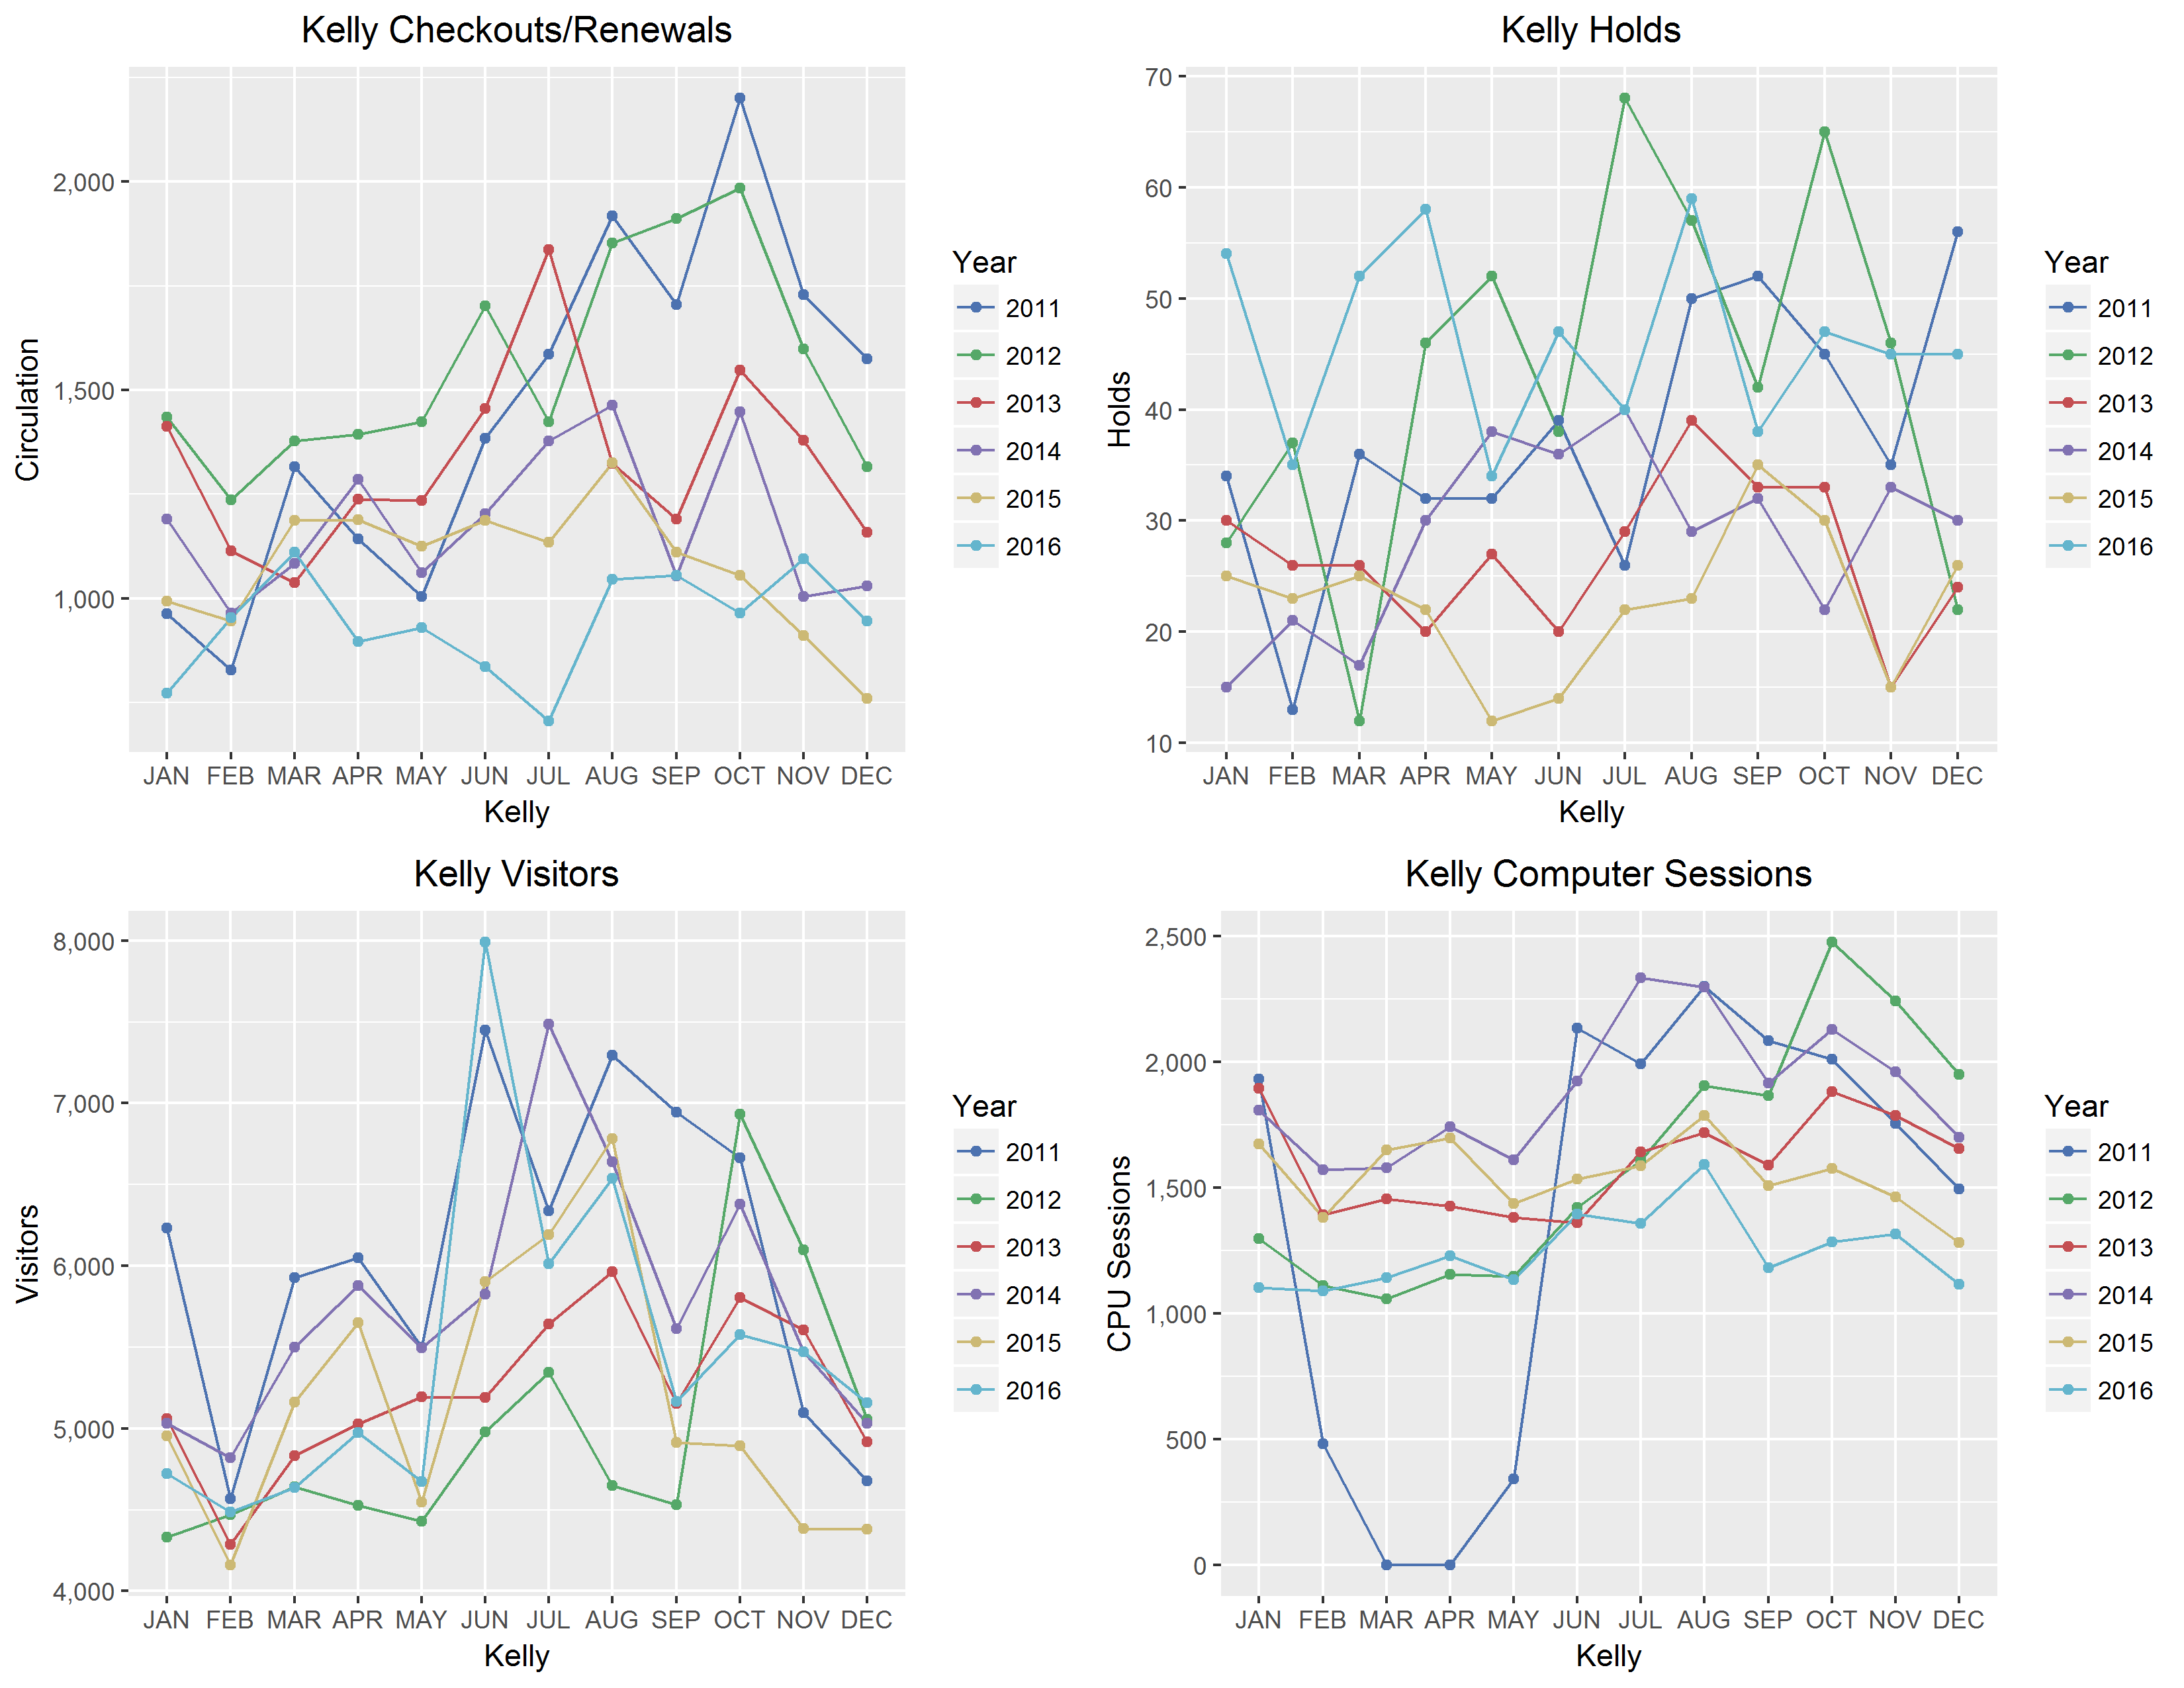 Kelly Checkouts/Renewals
Circulation
2,000
1,500
1,000
JAN FEB MAR APR MAY JUN JUL AUG SEP OCT NOV DEC
Kelly
Year
2011
2012
2013
2014
2015
2016
Kelly Holds
Holds
70
60
50
40
30
20
10
JAN FEB MAR APR MAY JUN JUL AUG SEP OCT NOV DEC
Kelly
Year
2011
2012
2013
2014
2015
2016
Kelly Visitors
Visitors
8,000
7,000
6,000
5,000
4,000
JAN FEB MAR APR MAY JUN JUL AUG SEP OCT NOV DEC
Kelly
Year
2011
2012
2013
2014
2015
2016
Kelly Computer Sessions
CPU Sessions
2,500
2,000
1,500
1,000
500
0
JAN FEB MAR APR MAY JUN JUL AUG SEP OCT NOV DEC
Kelly
Year
2011
2012
2013
2014
2015
2016